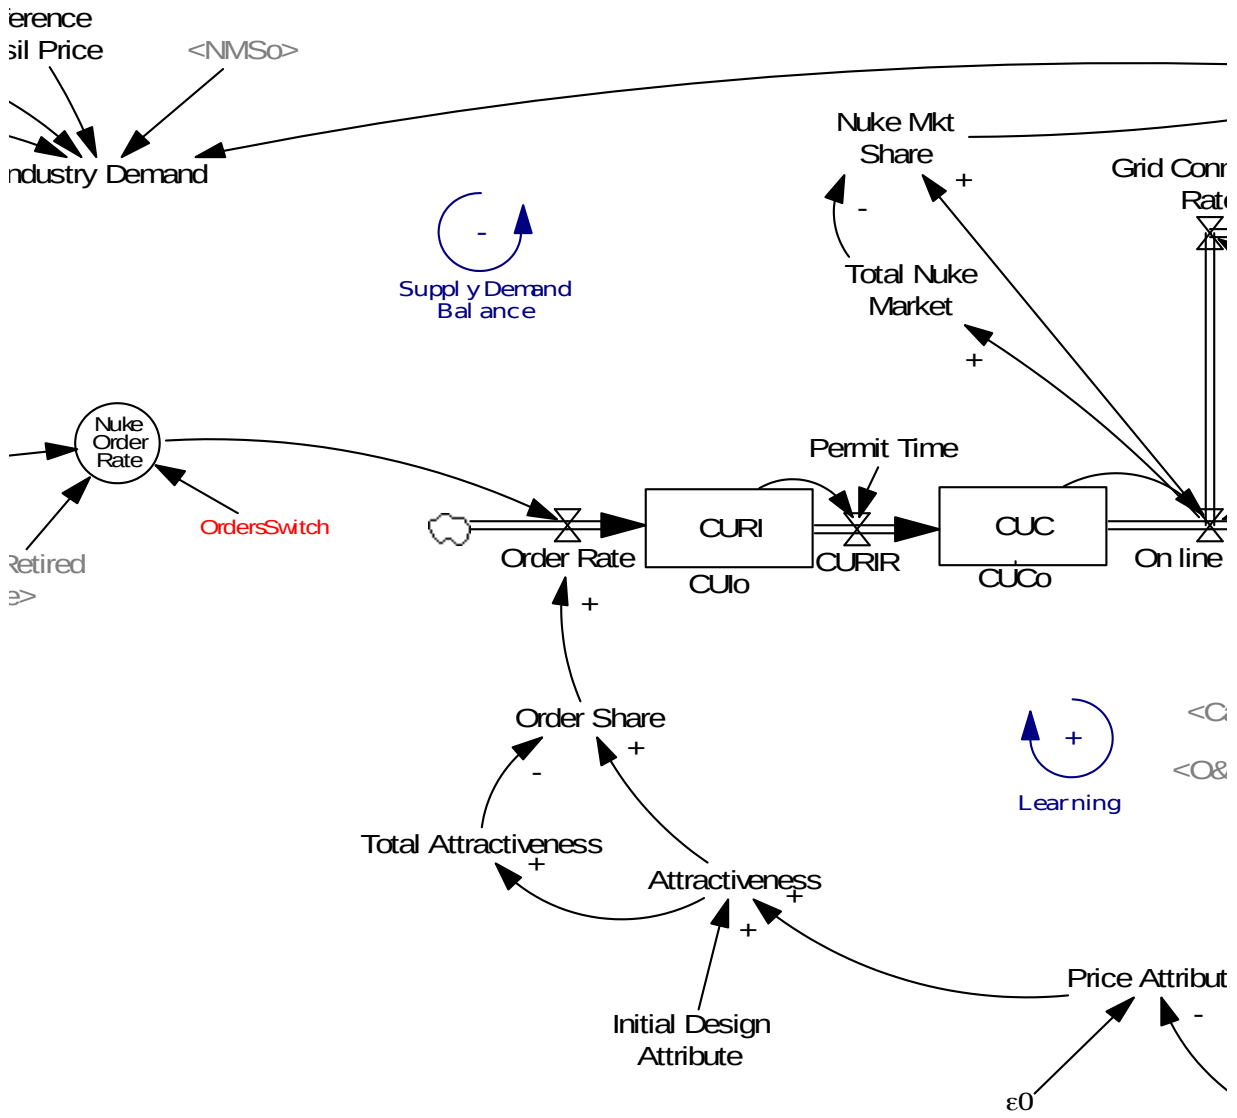 erence
sil Price
<NMSo>
ndustry Demand
Nuke Mkt
Share
+
-
Grid Conn
Rate
-
Supply Demand
Balance
Total Nuke
Market
+
Nuke
Order
Rate
OrdersSwitch
Retired
e>
Permit Time
CURI
CUC
Order Rate
CUIo
CURIR
CUCo
On line
+
Order Share
+
-
+
Learning
<Ca
<O&
Total Attractiveness
+
Attractiveness
+
+
Initial Design
Attribute
Price Attribut
-
ε0